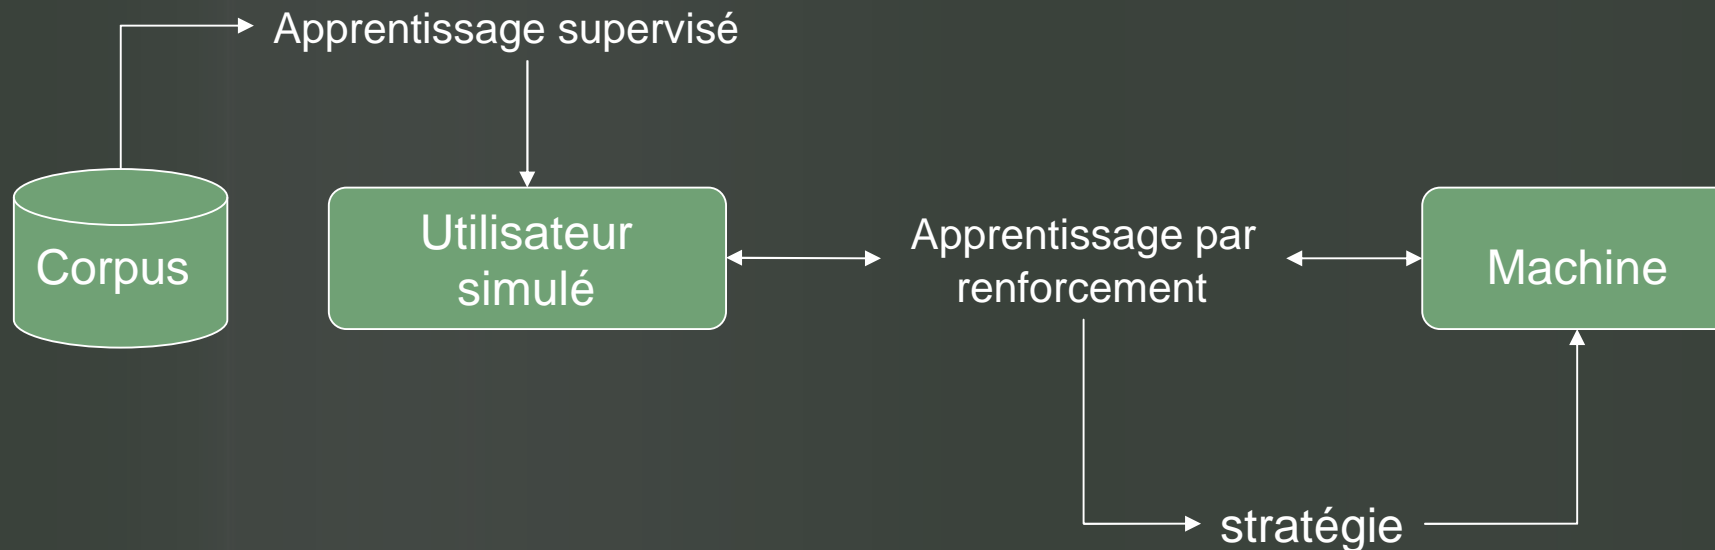 Apprentissage supervisé
Corpus
Utilisateur
simulé
Apprentissage par
renforcement
Machine
stratégie